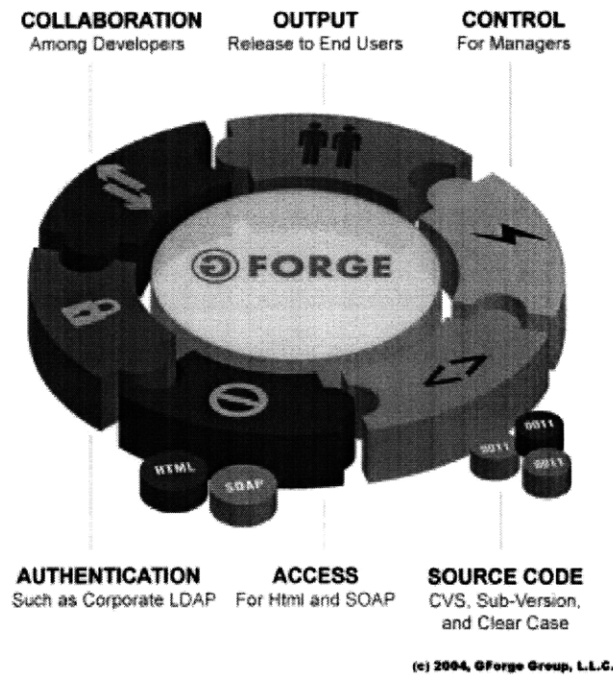 COLLABORATION
Among Developers
OUTPUT
Release to End Users
CONTROL
For Managers
G FORGE
HTML
SOAP
0011
0011
0011
AUTHENTICATION
Such as Corporate LDAP
ACCESS
For Html and SOAP
SOURCE CODE
CVS, Sub-Version,
and Clear Case
(c) 2004, GForge Group, L.L.C.